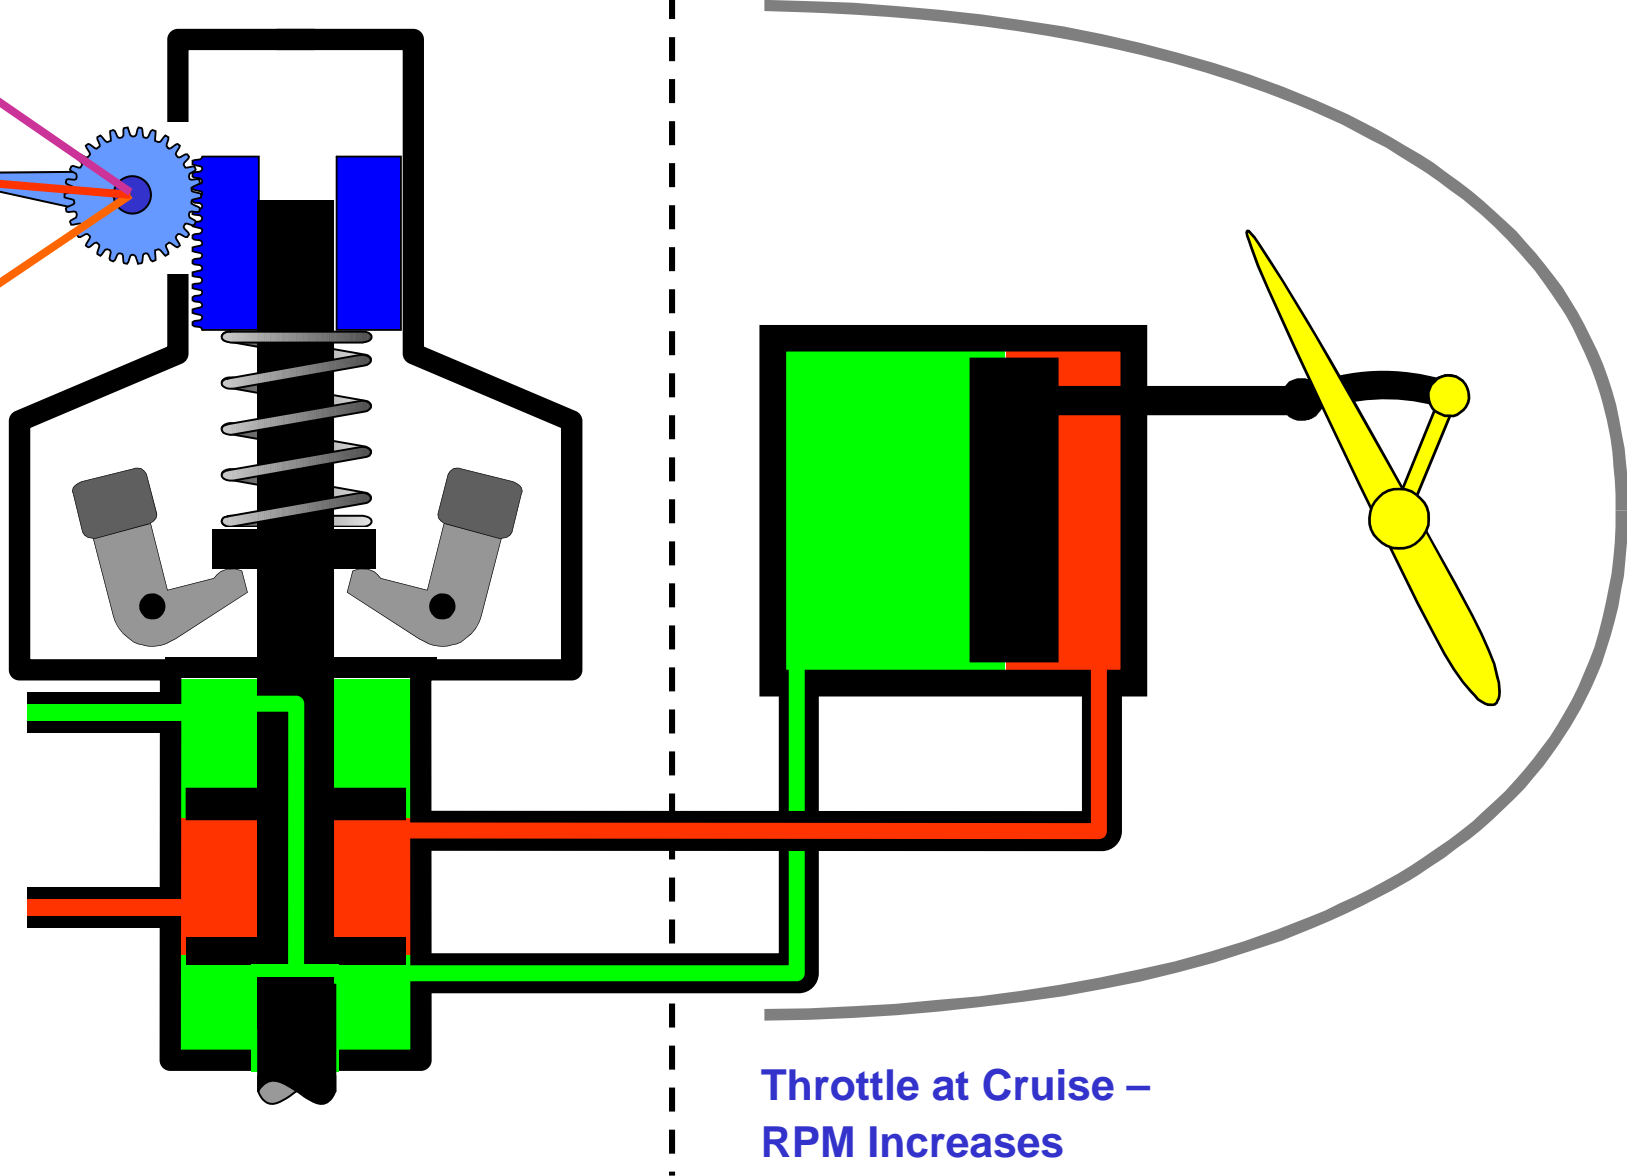 Throttle at Cruise –
RPM Increases